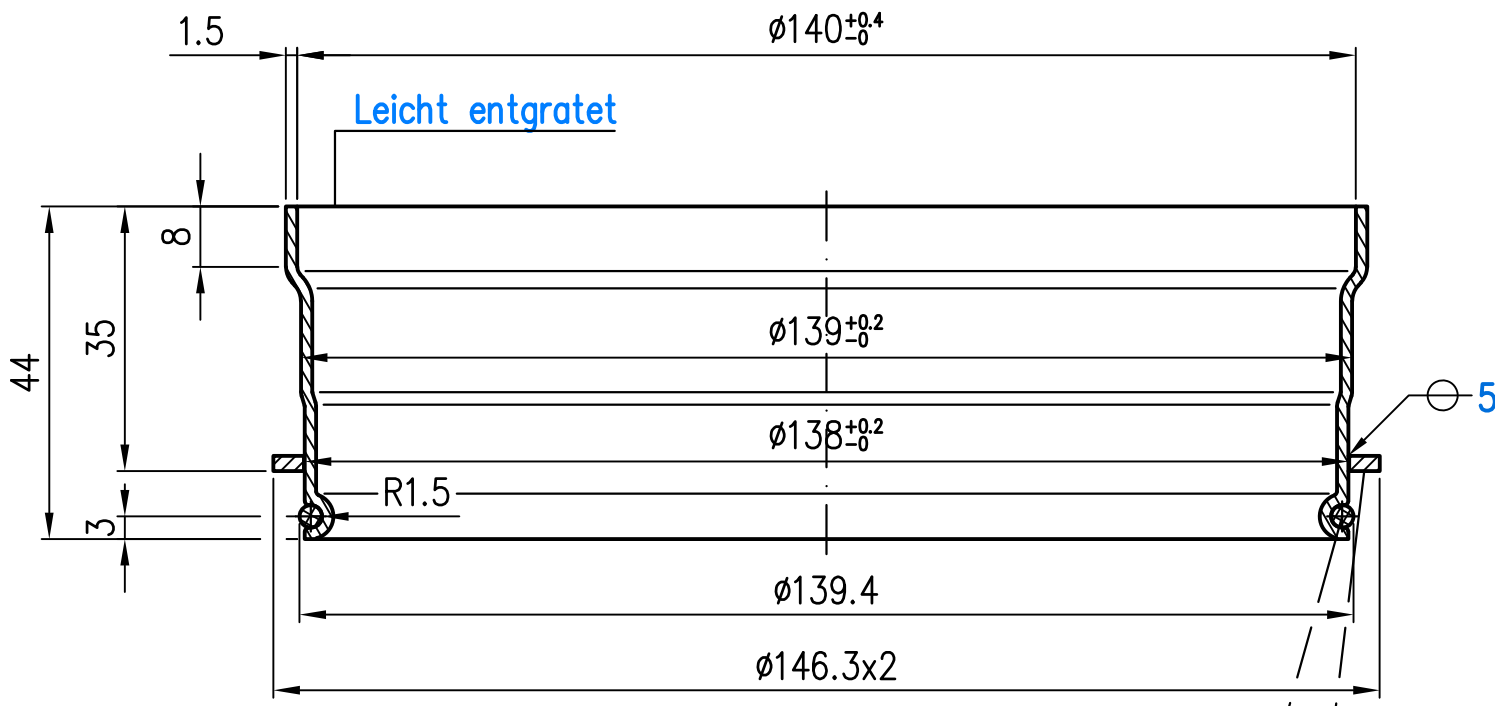 1.5
ø140 +0.4 -0
Leicht entgratet
8
35
44
ø139 +0.2 -0
5
ø138 +0.2 -0
R1.5
3
ø139.4
ø146.3x2